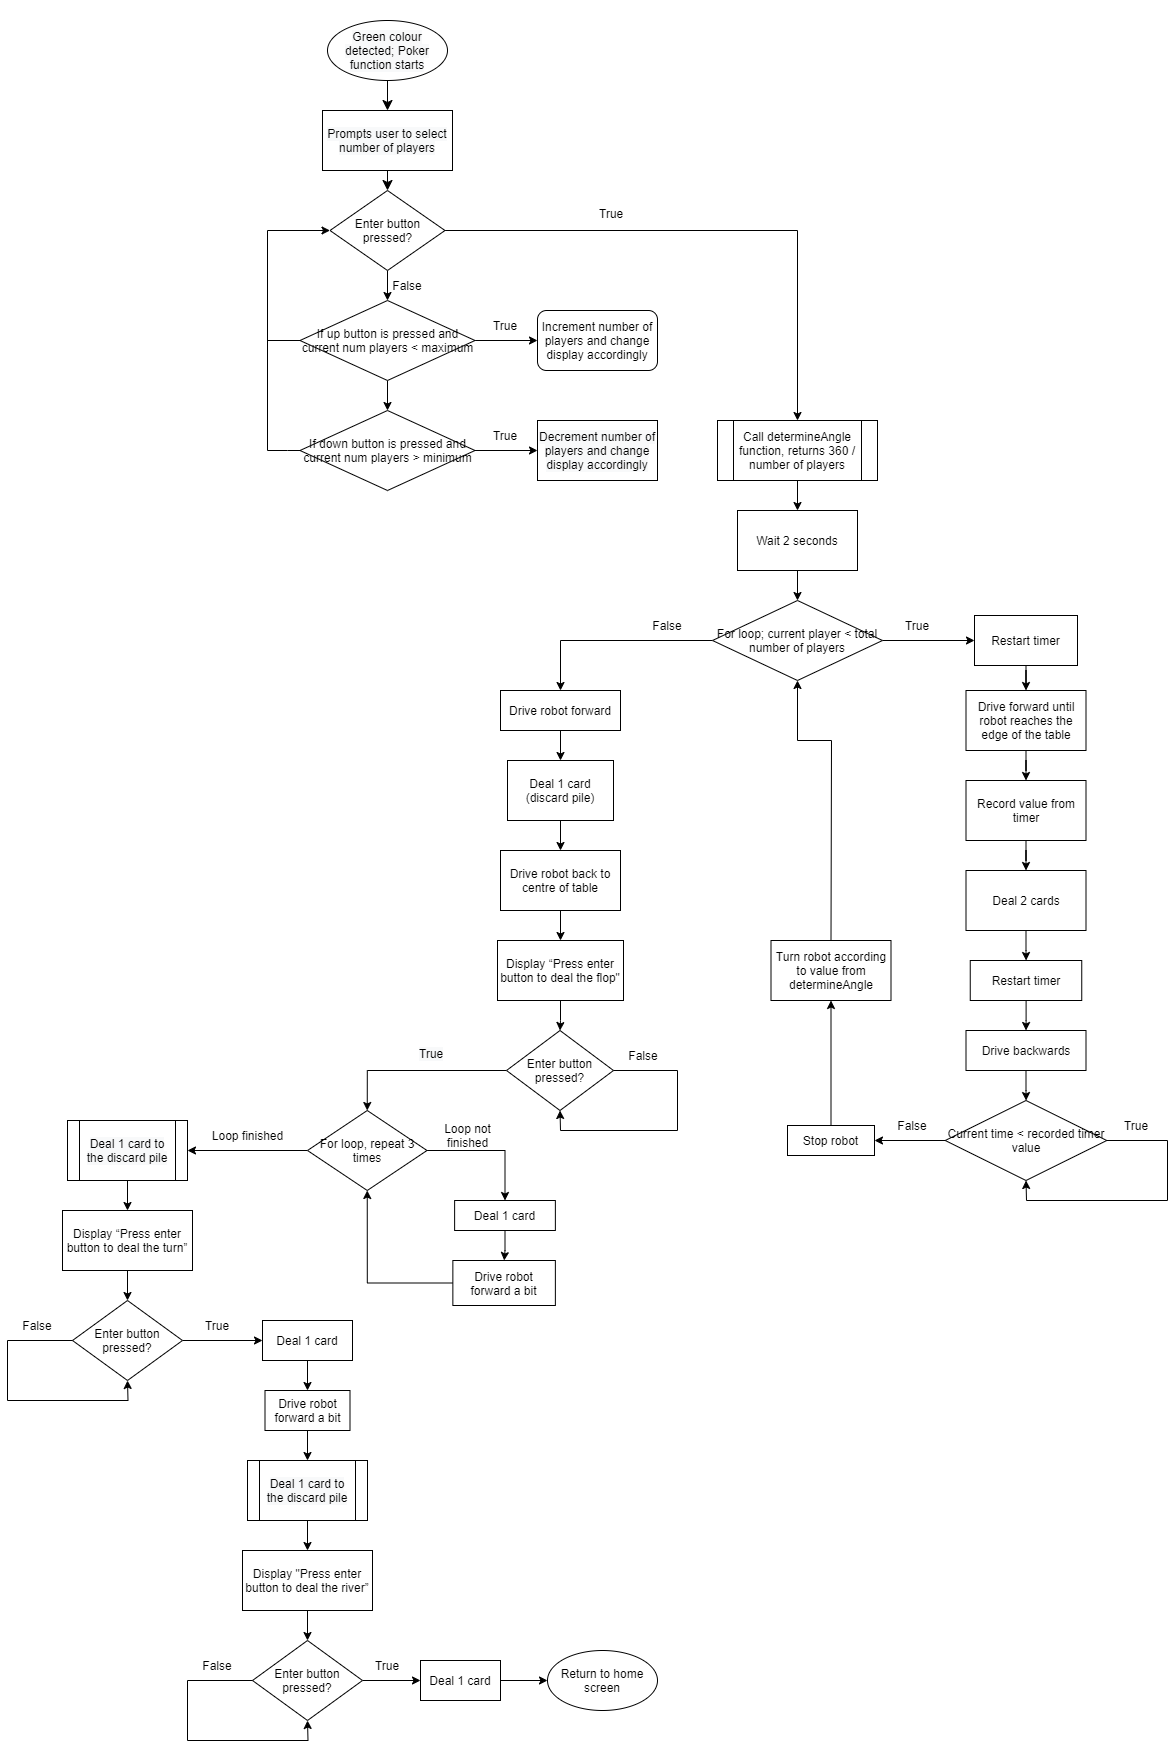 Green colour
detected; Poker
function starts
Prompts user to select
number of players
Enter button
pressed?
True
False
If up button is pressed and
current num players < maximum
True
Increment number of
players and change
display accordingly
If down button is pressed and
current num players > minimum
True
Decrement number of
players and change
display accordingly
Call determineAngle
function, returns 360 /
number of players
Wait 2 seconds
For loop; current player < total
number of players
False
True
Restart timer
Drive forward until
robot reaches the
edge of the table
Record value from
timer
Deal 2 cards
Restart timer
Drive backwards
Current time < recorded timer
value
True
False
Stop robot
Turn robot according
to value from
determineAngle
Drive robot forward
Deal 1 card
(discard pile)
Drive robot back to
centre of table
Display “Press enter
button to deal the flop”
Enter button
pressed?
False
True
For loop, repeat 3
times
Loop not
finished
Deal 1 card
Drive robot
forward a bit
Loop finished
Deal 1 card to
the discard pile
Display “Press enter
button to deal the turn”
Enter button
pressed?
False
True
Deal 1 card
Drive robot
forward a bit
Deal 1 card to
the discard pile
Display "Press enter
button to deal the river”
Enter button
pressed?
False
True
Deal 1 card
Return to home
screen